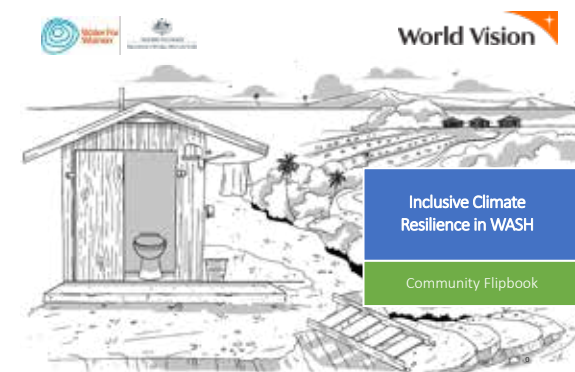 Water For
Women
World Vision
Inclusive Climate
Resilience in WASH
Community Flipbook